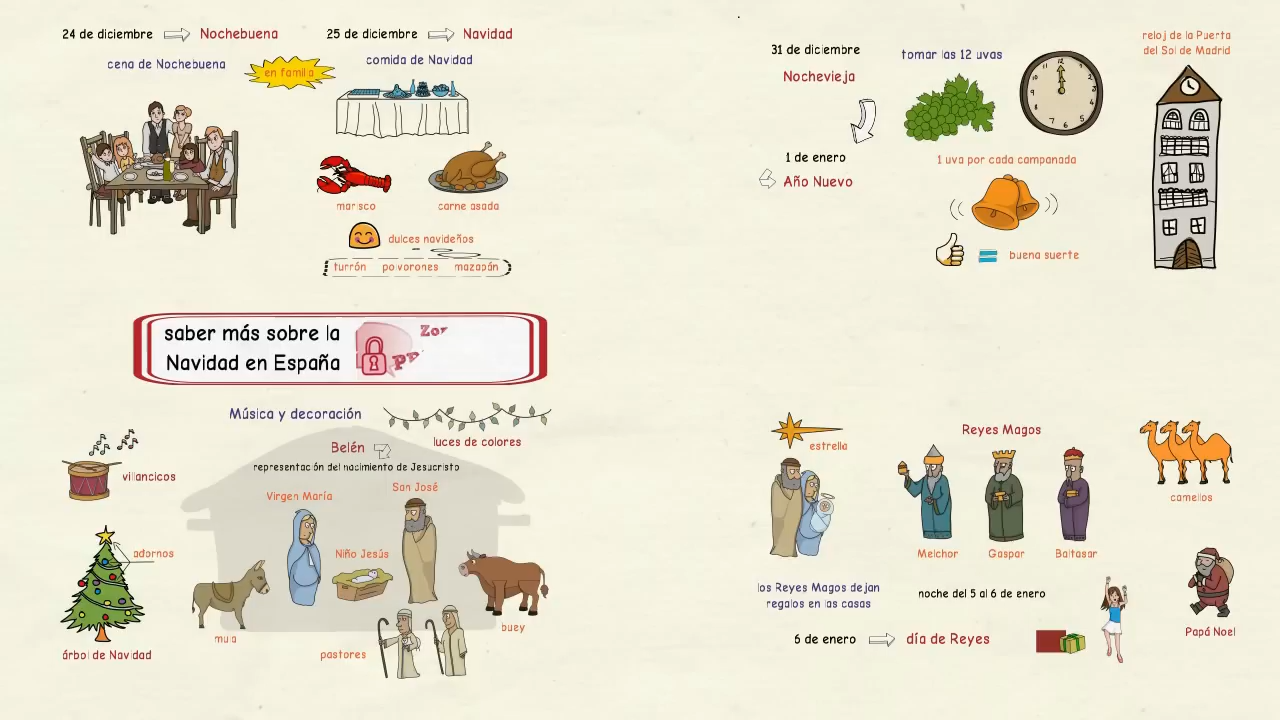 24 de diciembre
Nochebuena
25 de diciembre
Navidad
cena de Nochebuena
en familia
comida de Navidad
marisco
carne asada
dulces navideños
turrón polvorones mazapán
31 de diciembre
Nochevieja
1 de enero
Año Nuevo
tomar las 12 uvas
reloj de la Puerta
del Sol de Madrid
1 uva por cada campanada
buena suerte
saber más sobre la
Navidad en España
Música y decoración
luces de colores
villancicos
Belén
representación del nacimiento de Jesucristo
Virgen María
San José
Niño Jesús
adornos
árbol de Navidad
mula
buey
pastores
estrella
Reyes Magos
camellos
Melchor
Gaspar
Baltasar
los Reyes Magos dejan
regalos en las casas
noche del 5 al 6 de enero
6 de enero
día de Reyes
Papá Noel